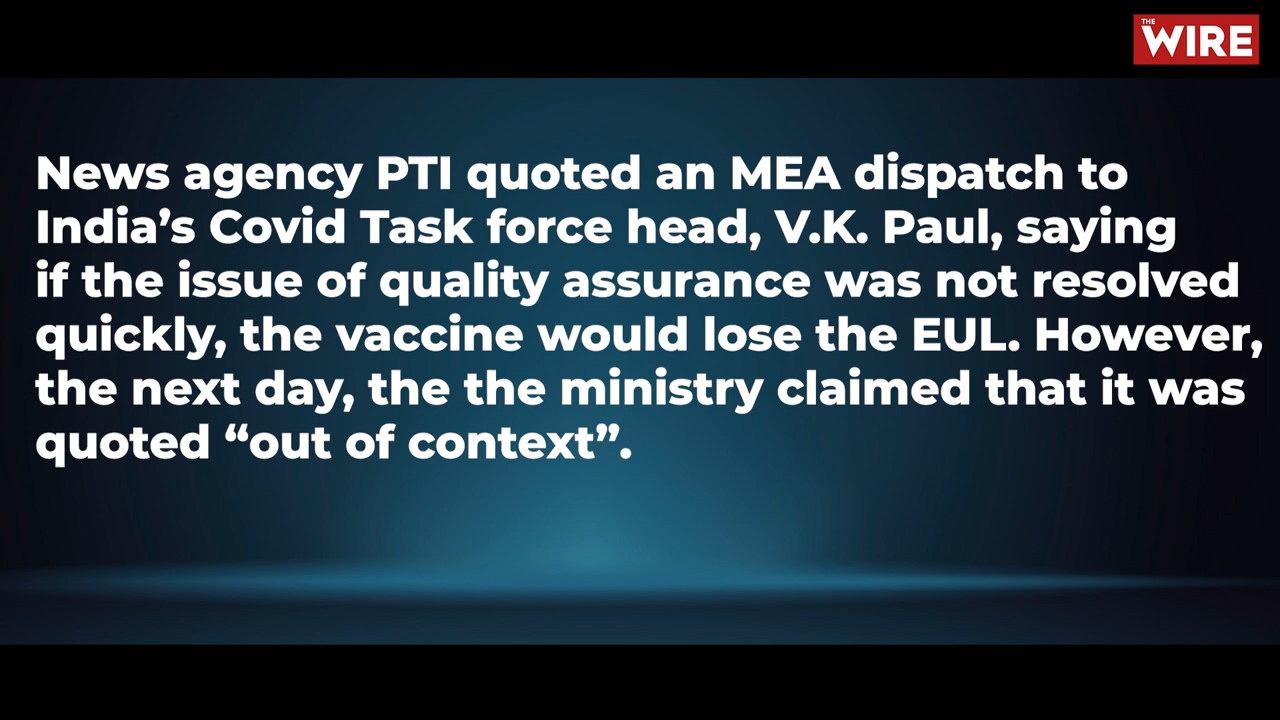 THE
WIRE
News agency PTI quoted an MEA dispatch to
India’s Covid Task force head, V.K. Paul, saying
if the issue of quality assurance was not resolved
quickly, the vaccine would lose the EUL. However,
the next day, the the ministry claimed that it was
quoted “out of context”.